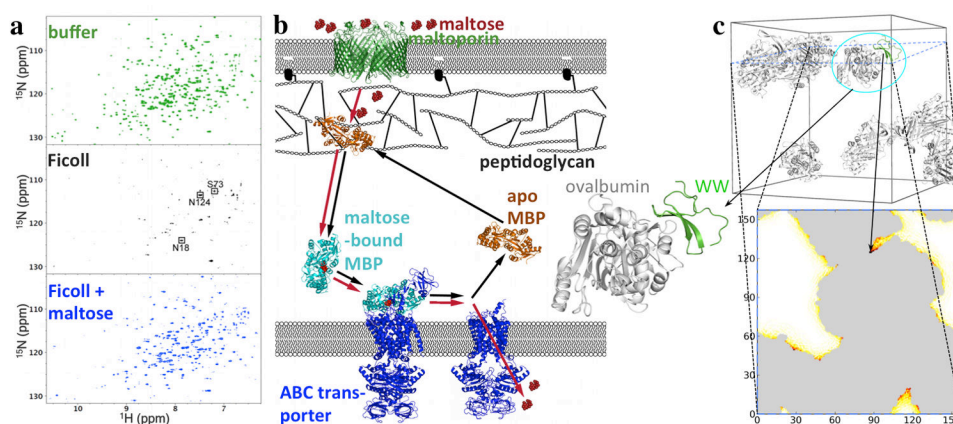 a
buffer
110
120
130
15N (ppm)
Ficoll
S73
N124
N18
110
120
130
15N (ppm)
Ficoll +
maltose
110
120
130
15N (ppm)
10
9
8
7
1H (ppm)
b
maltose
maltoporin
peptidoglycan
maltose
-bound
MBP
apo
MBP
ABC trans-
porter
c
ovalbumin
WW
150
120
90
60
30
0
0
30
60
90
120